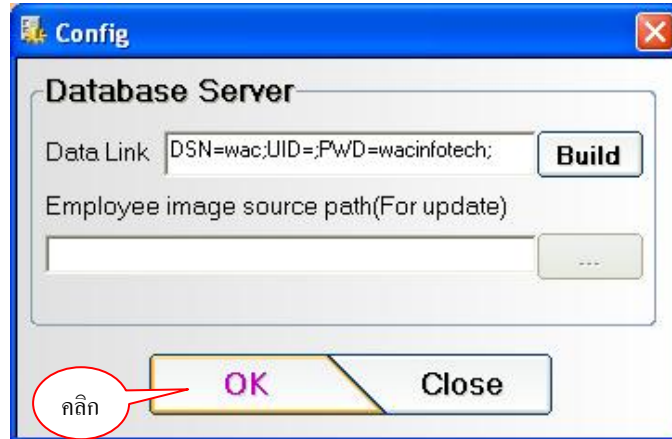 Config
Database Server
Data Link DSN=wac;UID=;PWD=wacinfotech; Build
Employee image source path(For update)
...
OK Close
คลิก